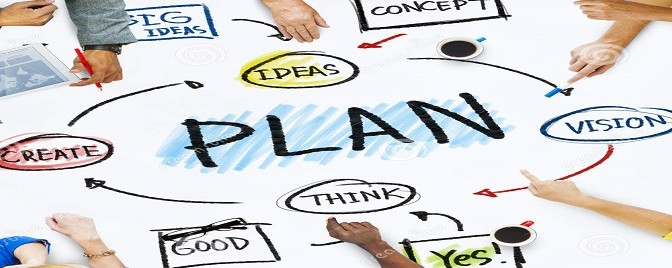 BIG
IDEAS
CONCEPT
IDEAS
PLAN
VISION
CREATE
THINK
GOOD
Yes!